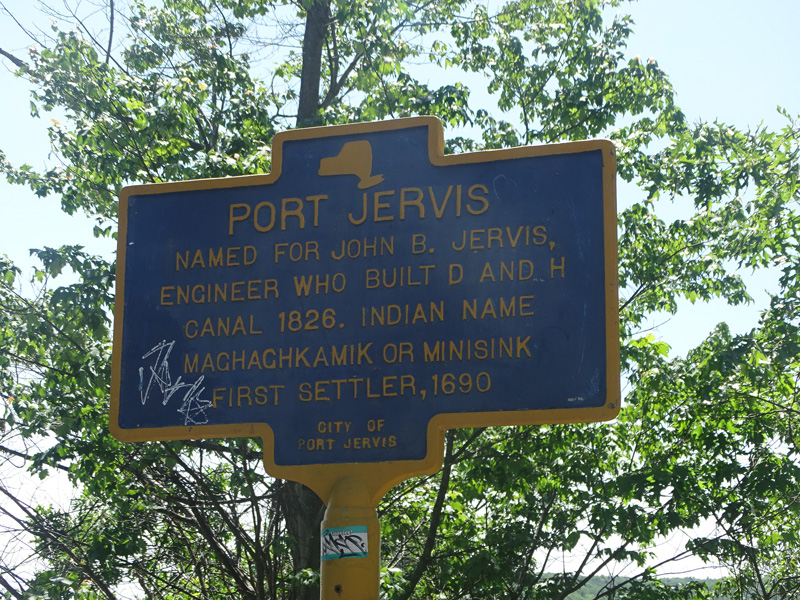 PORT JERVIS
NAMED FOR JOHN B. JERVIS,
ENGINEER WHO BUILT D AND H
CANAL 1826. INDIAN NAME
MAGHAGHKAMIK OR MINISINK
FIRST SETTLER, 1690
CITY OF
PORT JERVIS